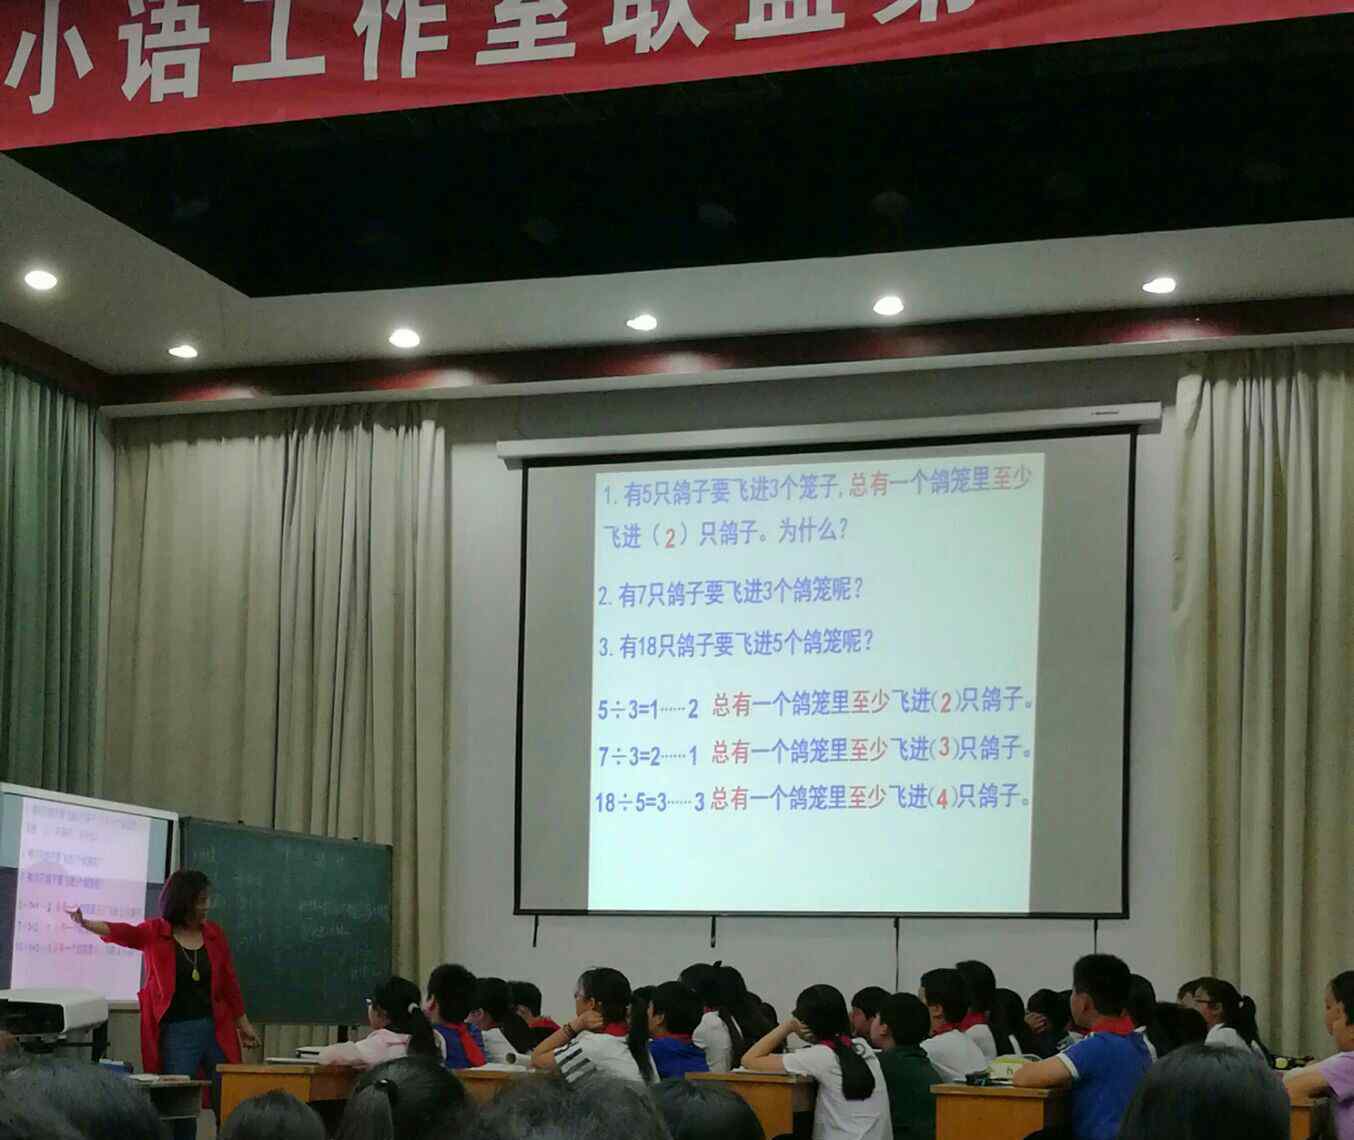 小语工作室联盟第
1. 有5只鸽子要飞进3个笼子,总有一个鸽笼里至少
飞进（2）只鸽子。为什么?
2. 有7只鸽子要飞进3个鸽笼呢?
3. 有18只鸽子要飞进5个鸽笼呢?
5÷3=1……2 总有一个鸽笼里至少飞进(2)只鸽子。
7÷3=2……1 总有一个鸽笼里至少飞进(3)只鸽子。
18÷5=3……3 总有一个鸽笼里至少飞进(4)只鸽子。